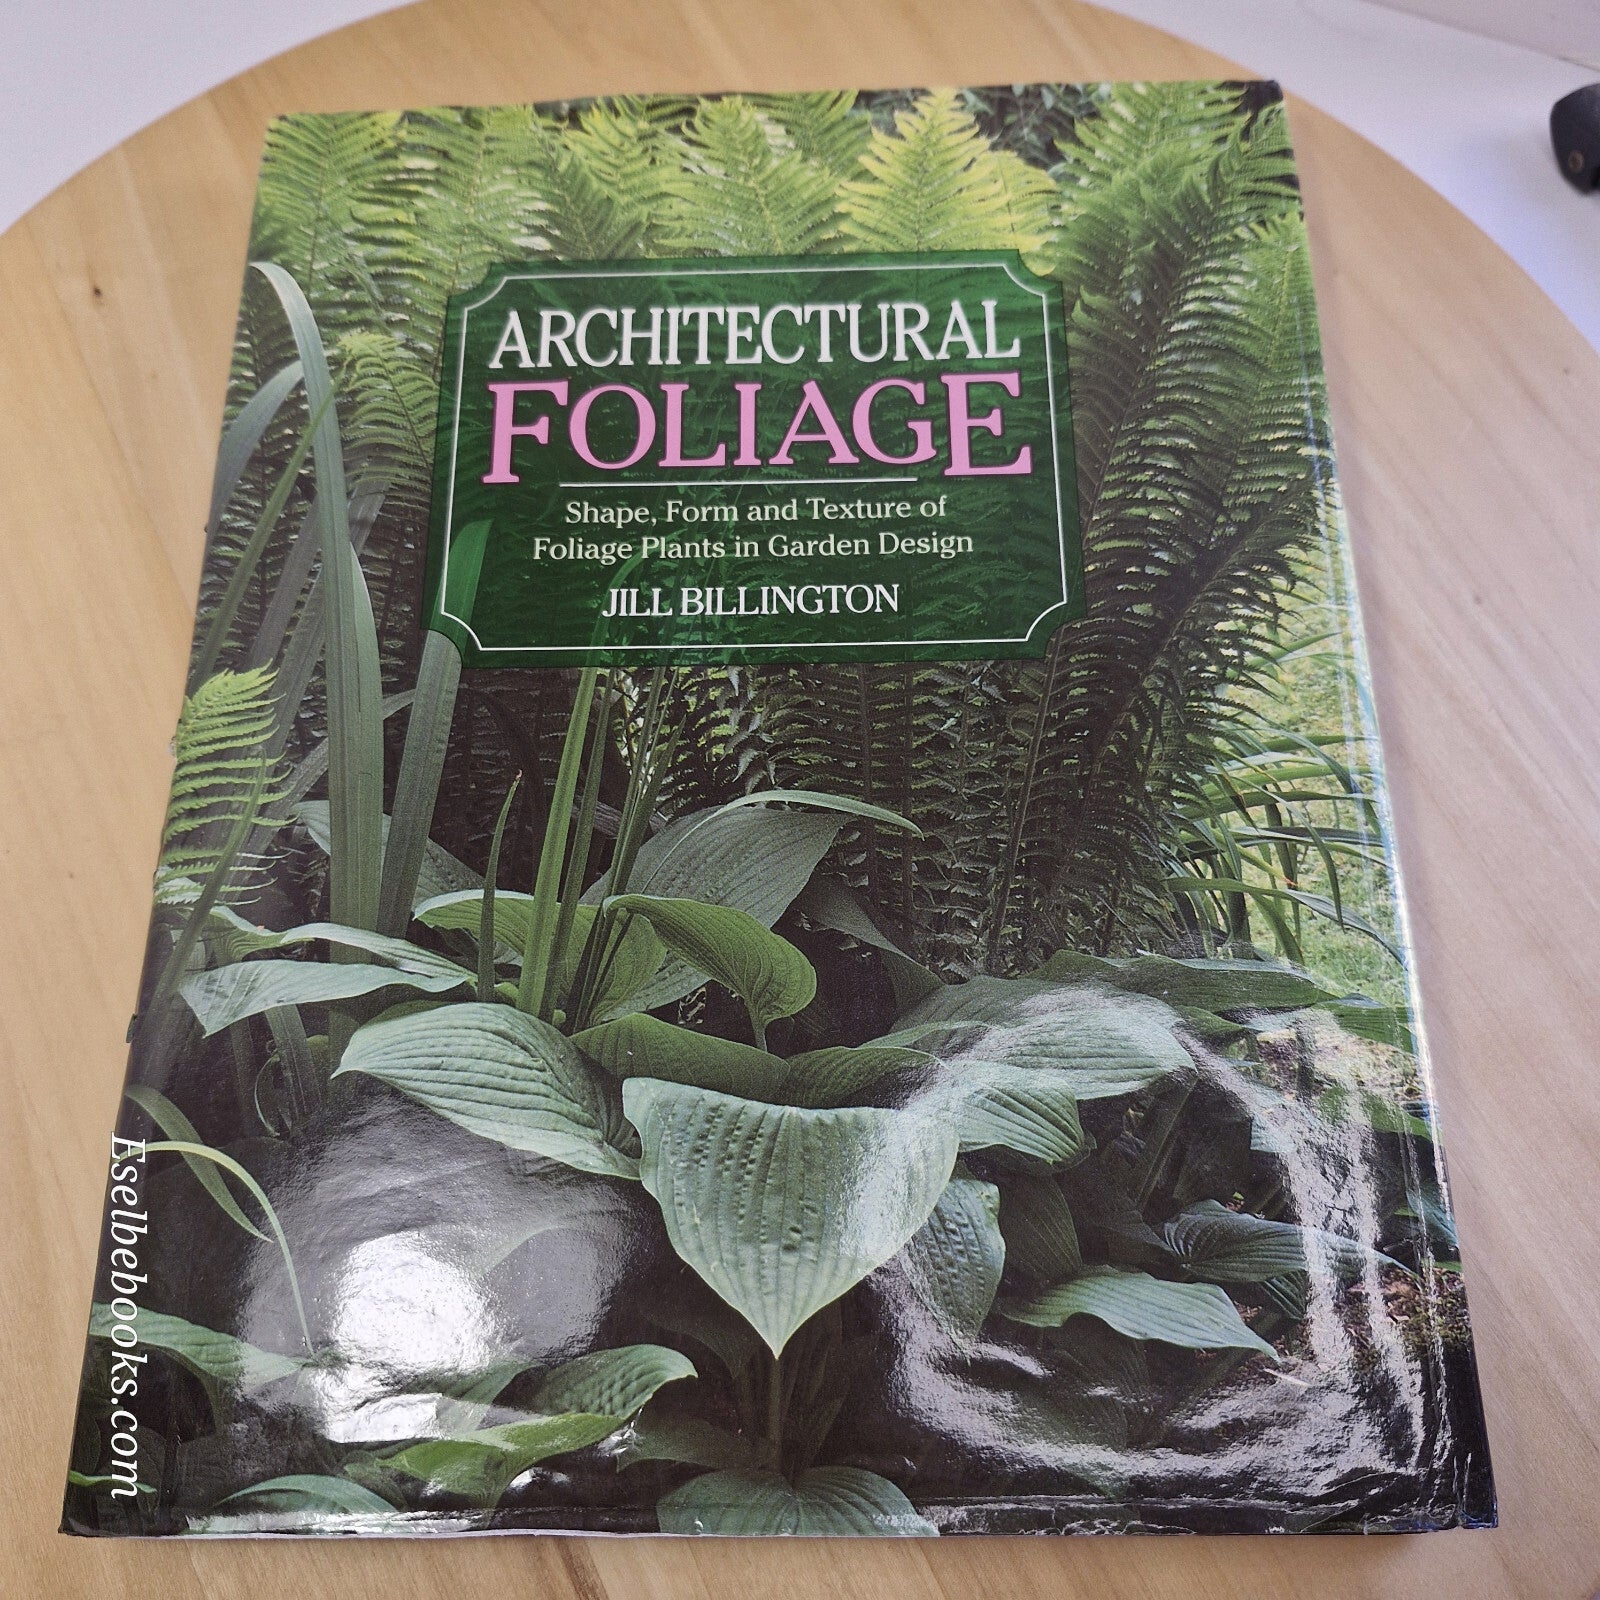 ARCHITECTURAL
FOLIAGE
Shape, Form and Texture of
Foliage Plants in Garden Design
JILL BILLINGTON
Eselbebooks.com